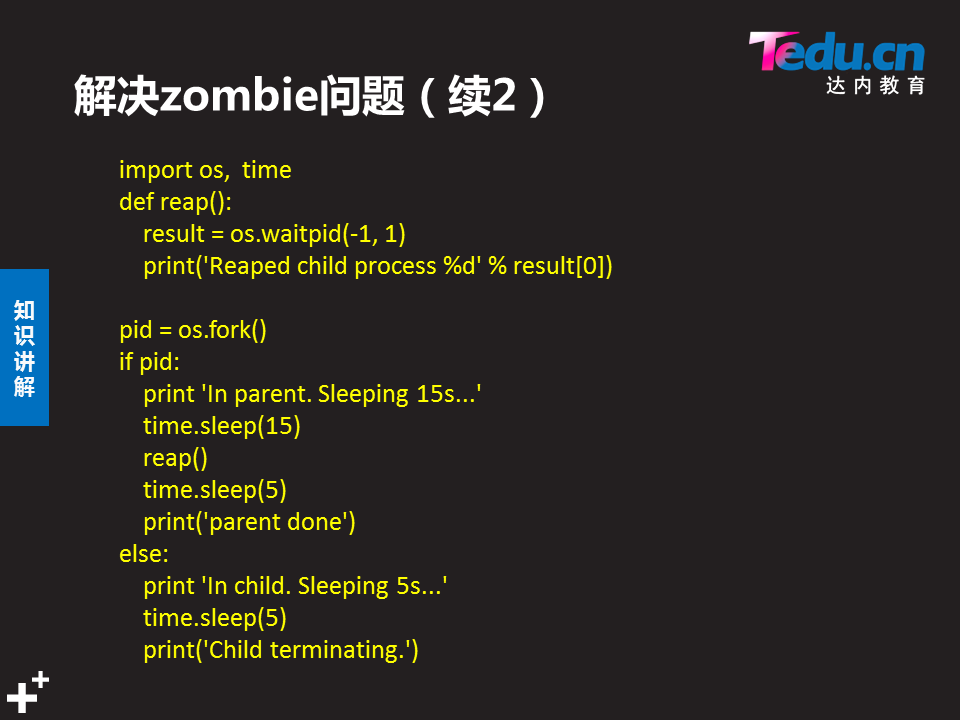 Tedu.cn
达内教育
解决zombie问题（续2）
import os,  time
def reap():
    result = os.waitpid(-1, 1)
    print('Reaped child process %d' % result[0])

pid = os.fork()
if pid:
    print 'In parent. Sleeping 15s...'
    time.sleep(15)
    reap()
    time.sleep(5)
    print('parent done')
else:
    print 'In child. Sleeping 5s...'
    time.sleep(5)
    print('Child terminating.')
知识讲解